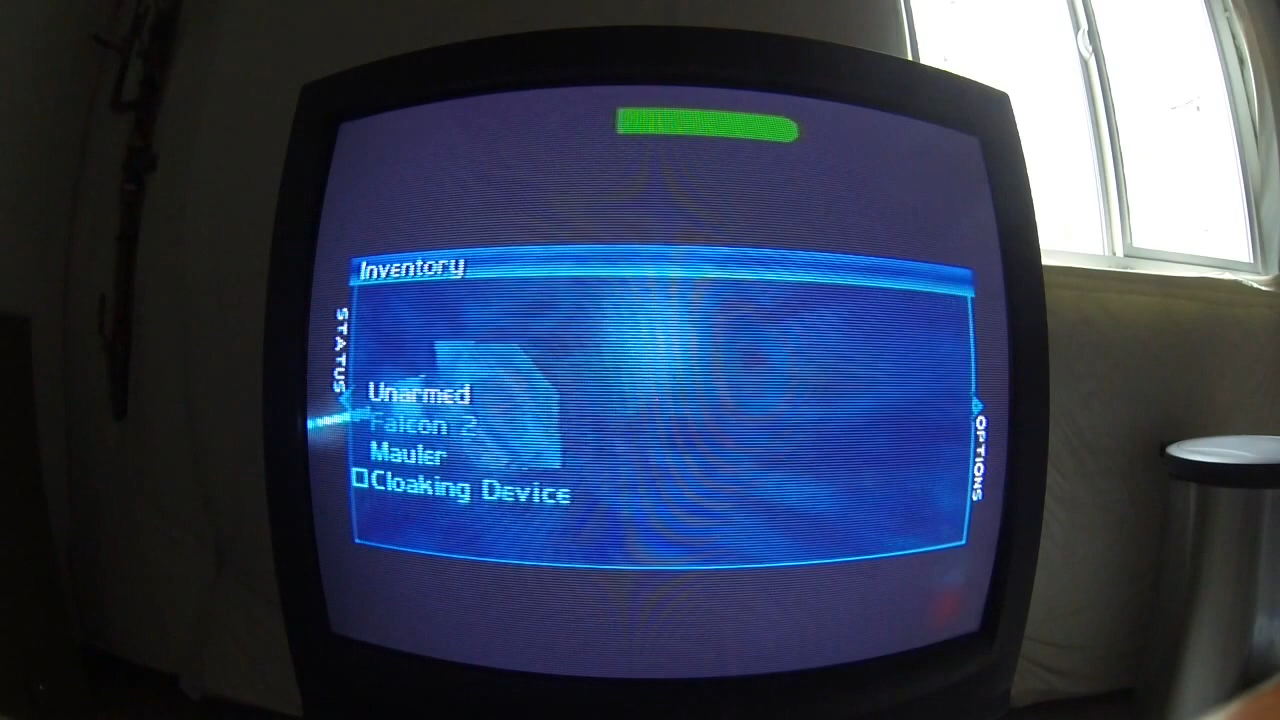 Inventory
STATUS
Unarmed
Falcon 2
Mauler
Cloaking Device
OPTIONS